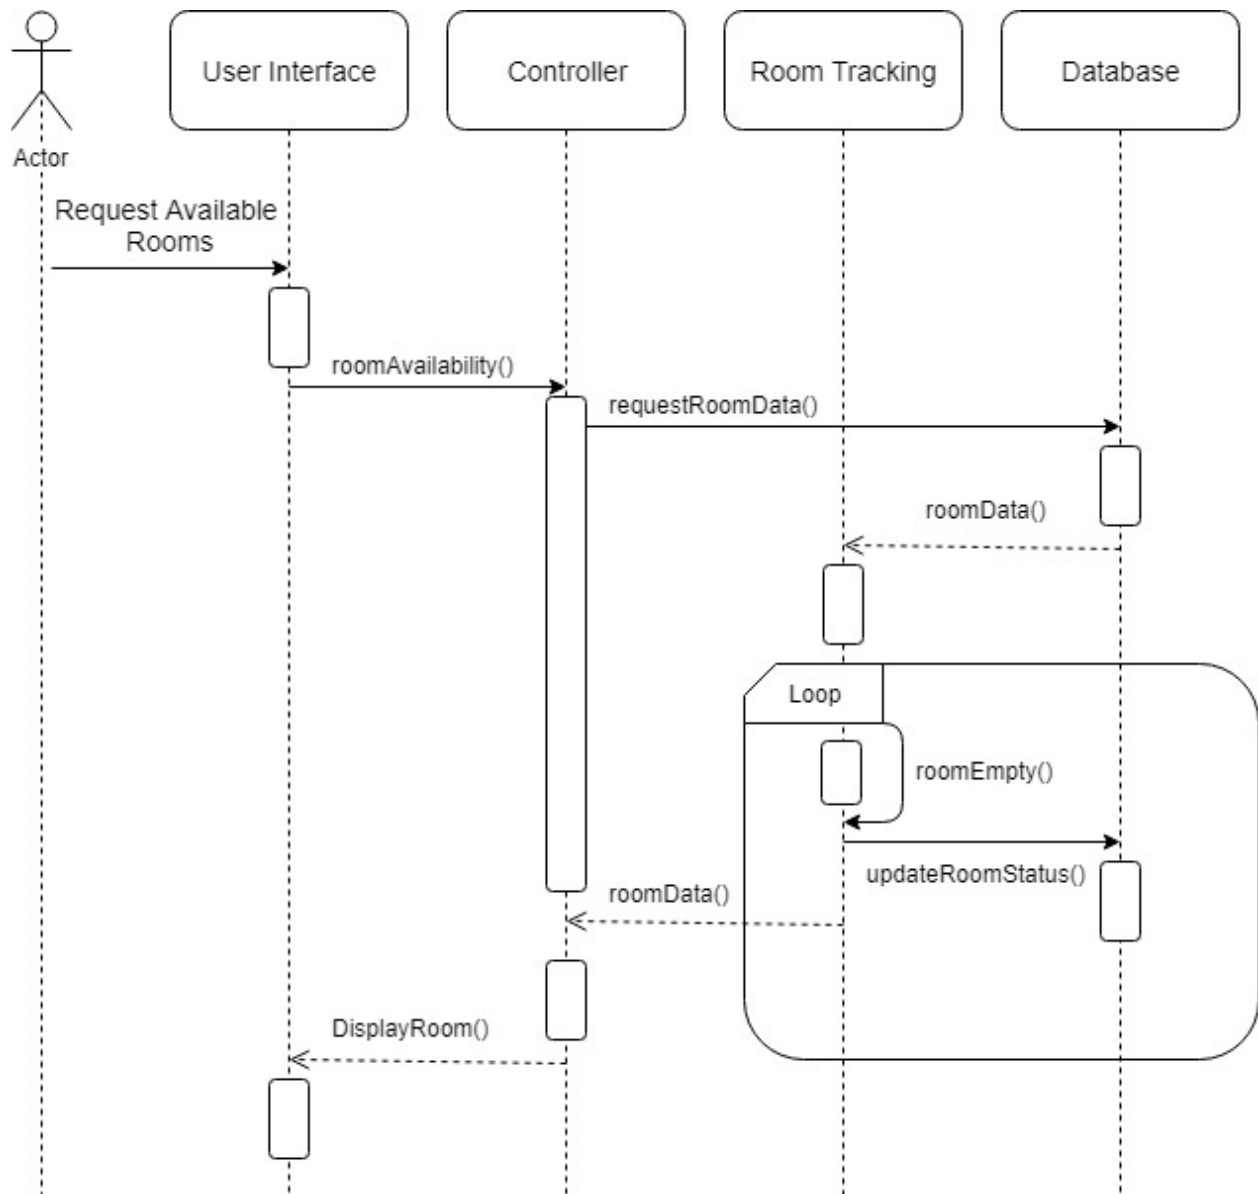 User Interface
Controller
Room Tracking
Database
Actor
Request Available
Rooms
roomAvailability()
requestRoomData()
roomData()
Loop
roomEmpty()
updateRoomStatus()
roomData()
DisplayRoom()